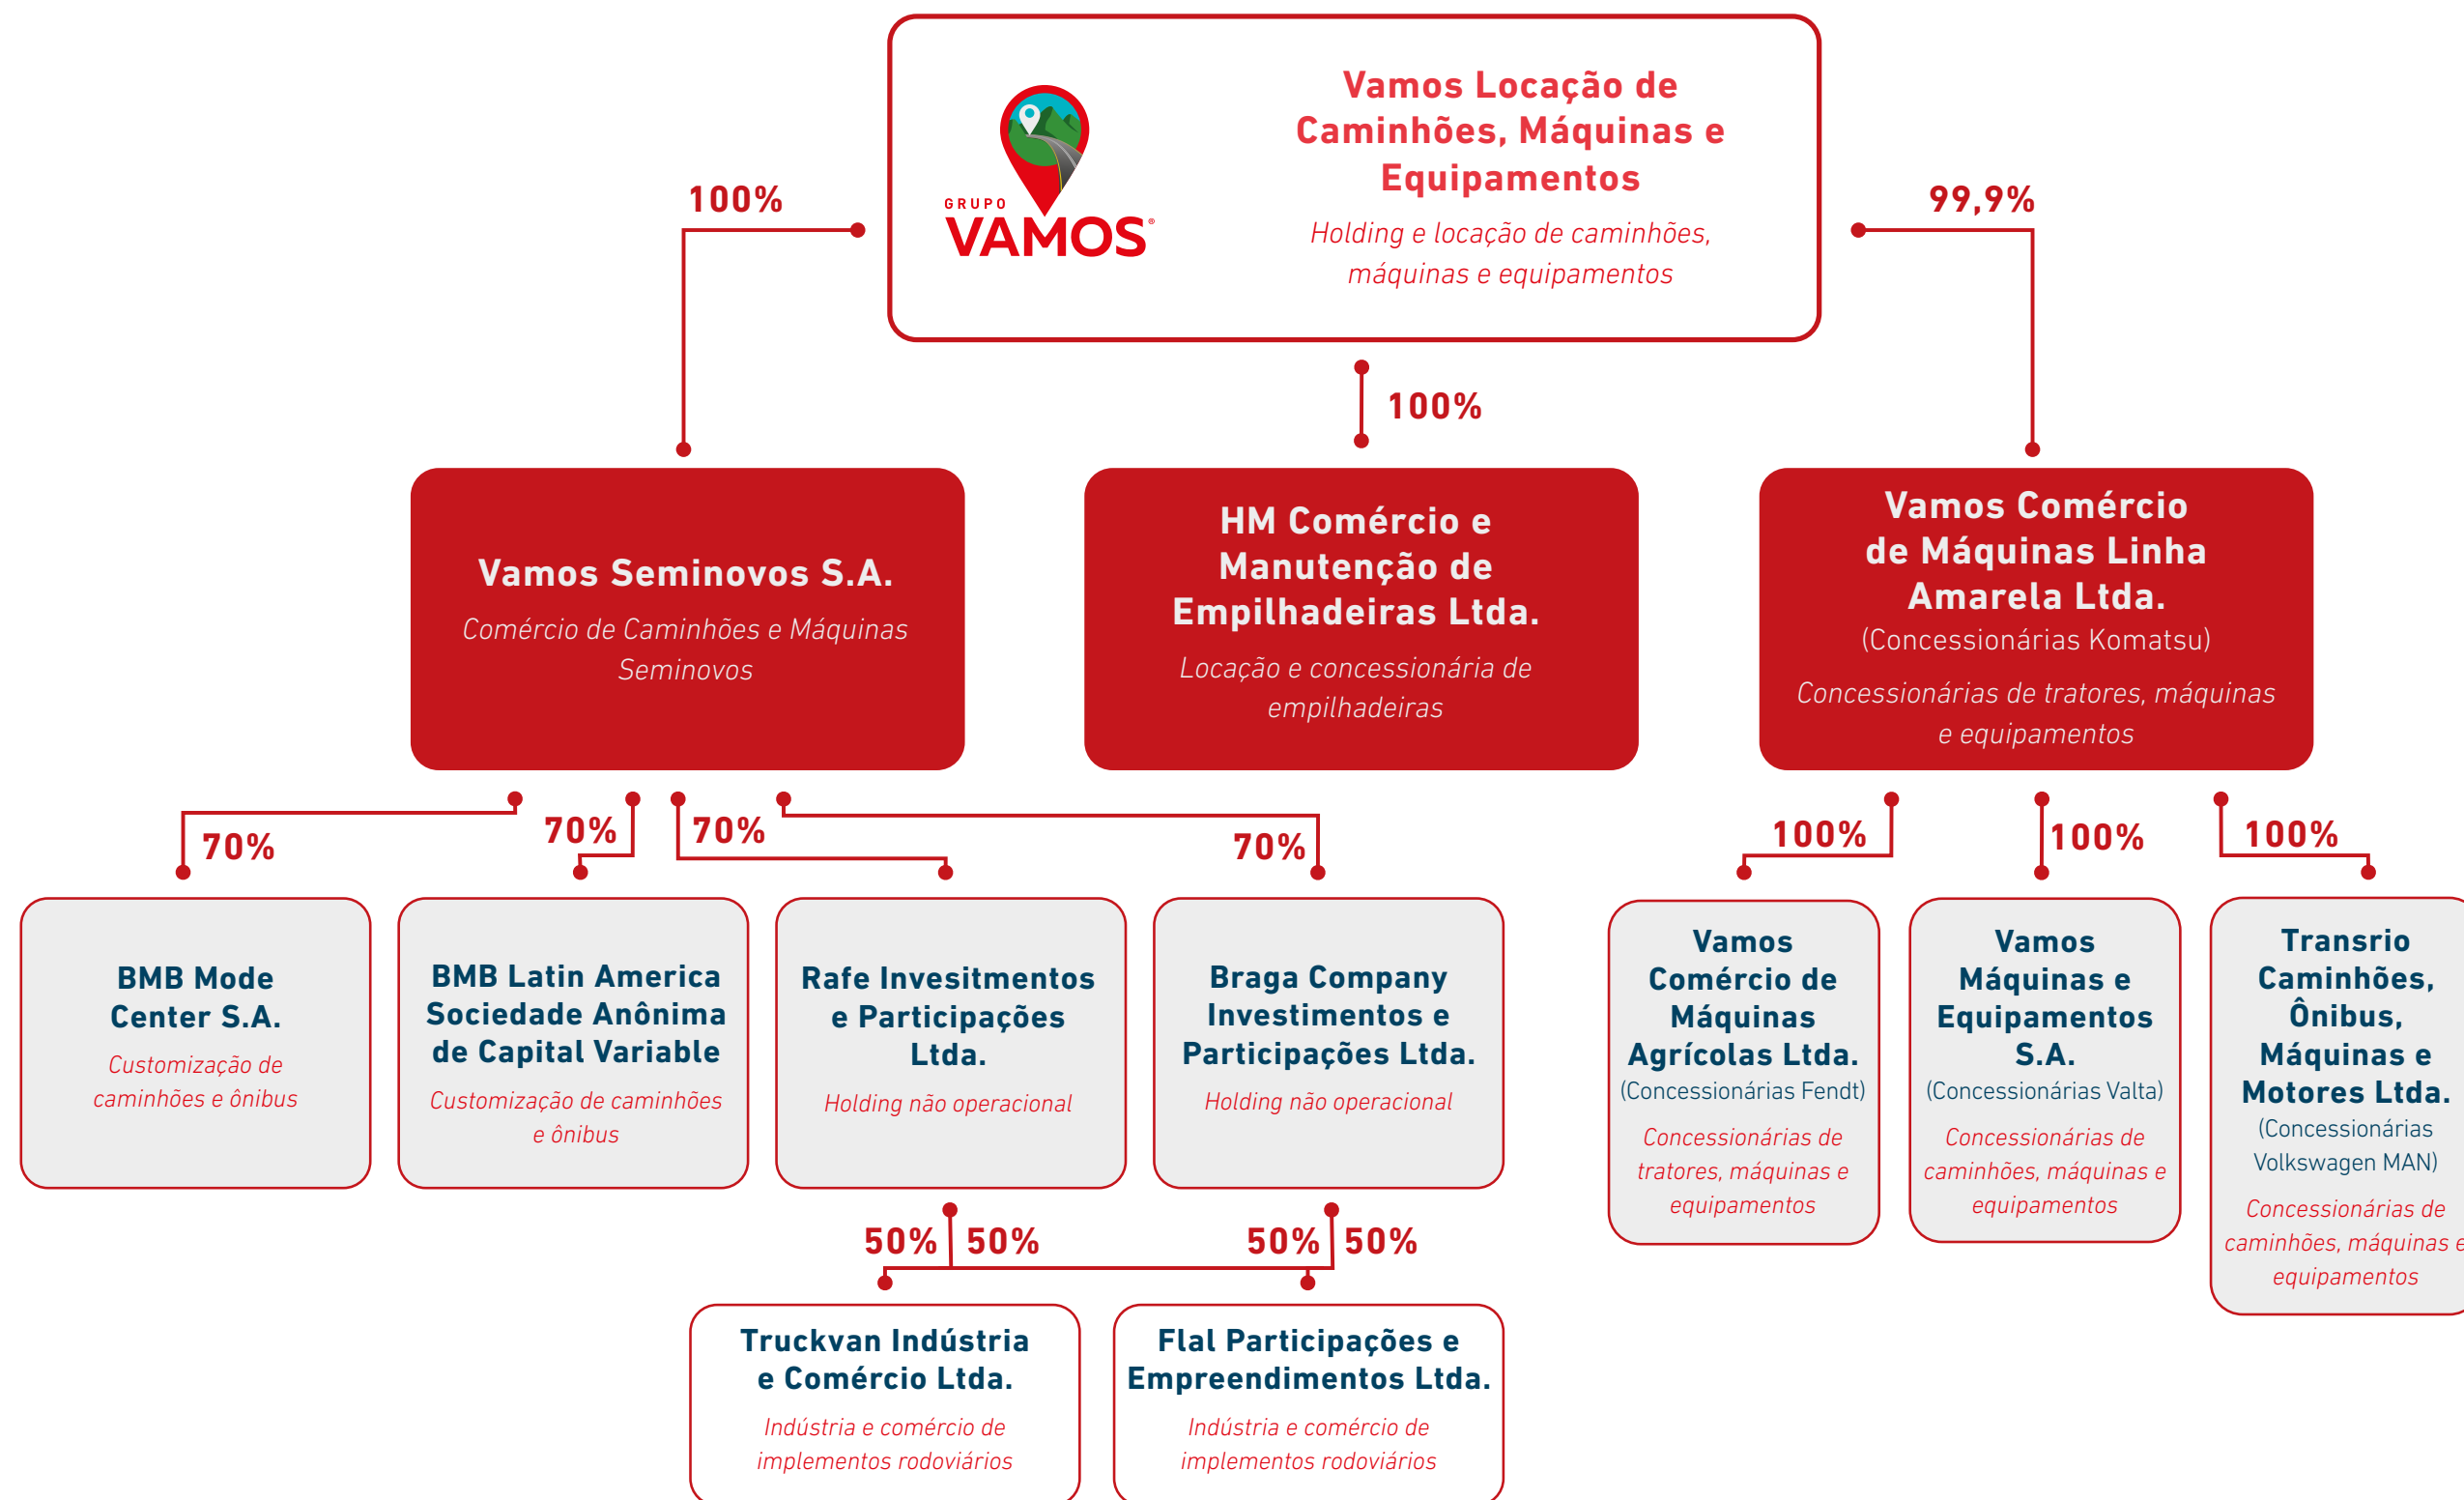 GRUPO
VAMOS®
Vamos Locação de
Caminhões, Máquinas e
Equipamentos
Holding e locação de caminhões,
máquinas e equipamentos
100%
99,9%
100%
Vamos Seminovos S.A.
Comércio de Caminhões e Máquinas
Seminovos
HM Comércio e
Manutenção de
Empilhadeiras Ltda.
Locação e concessionária de
empilhadeiras
Vamos Comércio
de Máquinas Linha
Amarela Ltda.
(Concessionárias Komatsu)
Concessionárias de tratores, máquinas
e equipamentos
70%
70%
70%
70%
100%
100%
100%
BMB Mode
Center S.A.
Customização de
caminhões e ônibus
BMB Latin America
Sociedade Anônima
de Capital Variable
Customização de caminhões
e ônibus
Rafe Invesitmentos
e Participações
Ltda.
Holding não operacional
Braga Company
Investimentos e
Participações Ltda.
Holding não operacional
Vamos
Comércio de
Máquinas
Agrícolas Ltda.
(Concessionárias Fendt)
Concessionárias de
tratores, máquinas e
equipamentos
Vamos
Máquinas e
Equipamentos
S.A.
(Concessionárias Valta)
Concessionárias de
caminhões, máquinas e
equipamentos
Transrio
Caminhões,
Ônibus,
Máquinas e
Motores Ltda.
(Concessionárias
Volkswagen MAN)
Concessionárias de
caminhões, máquinas e
equipamentos
50%
50%
50%
50%
Truckvan Indústria
e Comércio Ltda.
Indústria e comércio de
implementos rodoviários
Flal Participações e
Empreendimentos Ltda.
Indústria e comércio de
implementos rodoviários